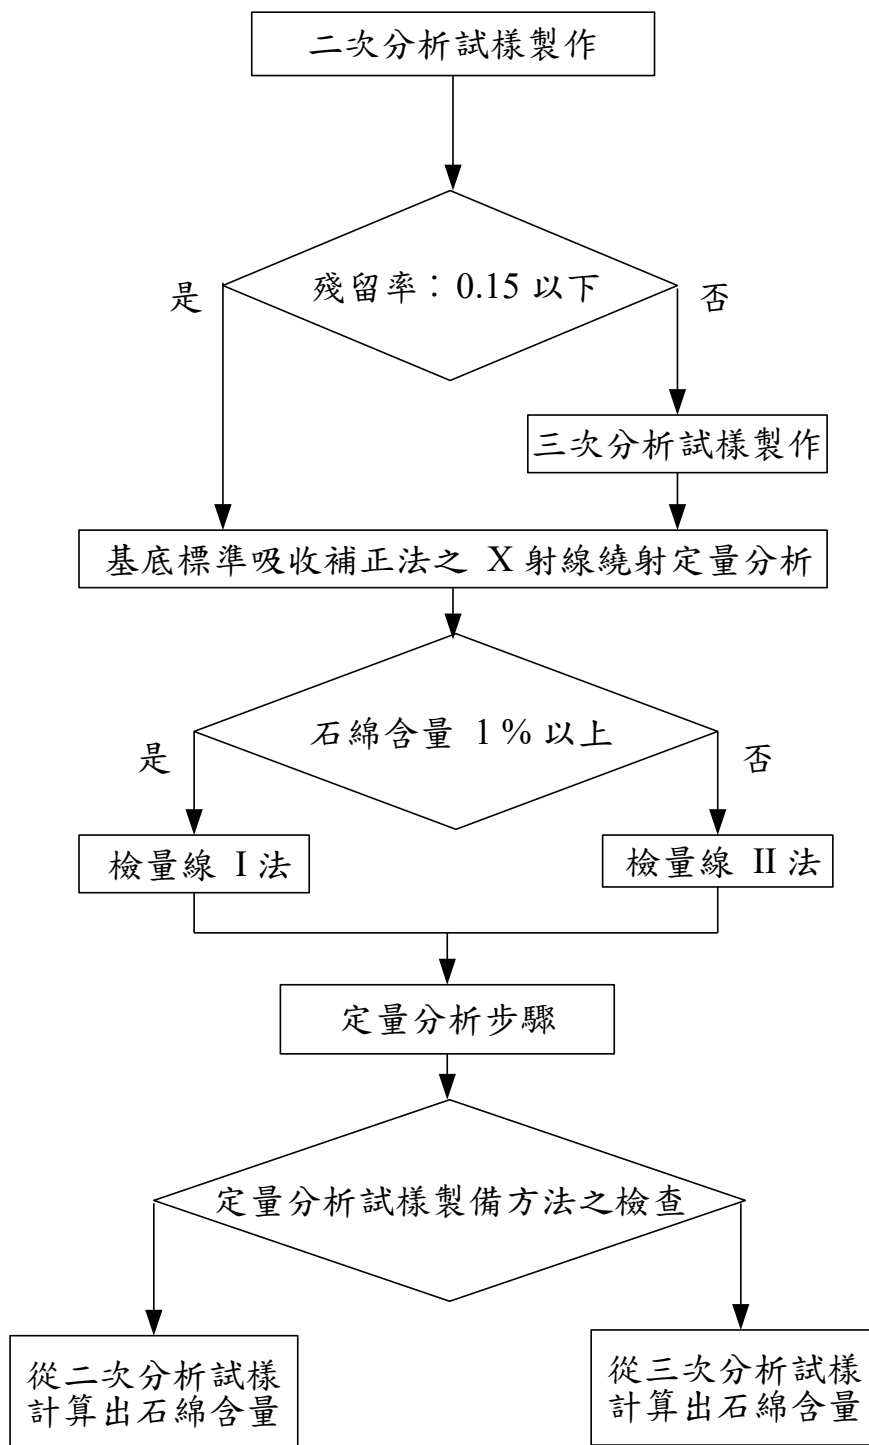 二次分析試樣製作
殘留率：0.15 以下
是
否
三次分析試樣製作
基底標準吸收補正法之 X 射線繞射定量分析
石綿含量 1 % 以上
是
否
檢量線 I 法
檢量線 II 法
定量分析步驟
定量分析試樣製備方法之檢查
從二次分析試樣
計算出石綿含量
從三次分析試樣
計算出石綿含量